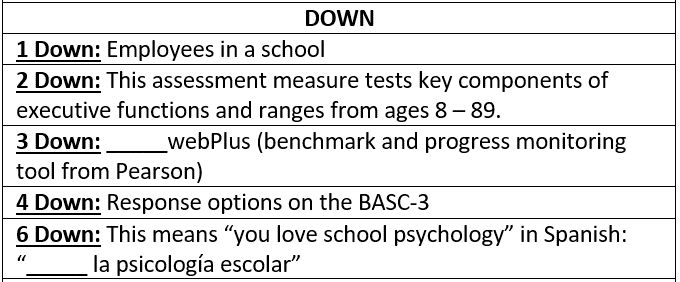 DOWN
1 Down: Employees in a school
2 Down: This assessment measure tests key components of
executive functions and ranges from ages 8 – 89.
3 Down: _____webPlus (benchmark and progress monitoring
tool from Pearson)
4 Down: Response options on the BASC-3
6 Down: This means “you love school psychology” in Spanish:
“_____ la psicología escolar”